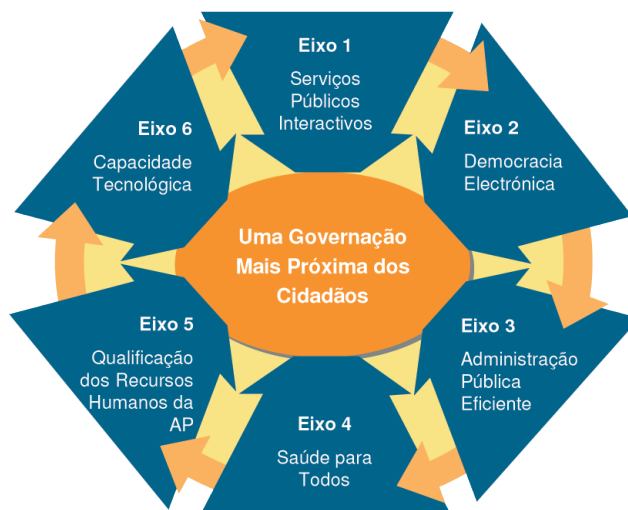 Eixo 1
Serviços
Públicos
Interactivos
Eixo 2
Democracia
Electrónica
Eixo 3
Administração
Pública
Eficiente
Eixo 4
Saúde para
Todos
Eixo 5
Qualificação
dos Recursos
Humanos da
AP
Eixo 6
Capacidade
Tecnológica
Uma Governação
Mais Próxima dos
Cidadãos